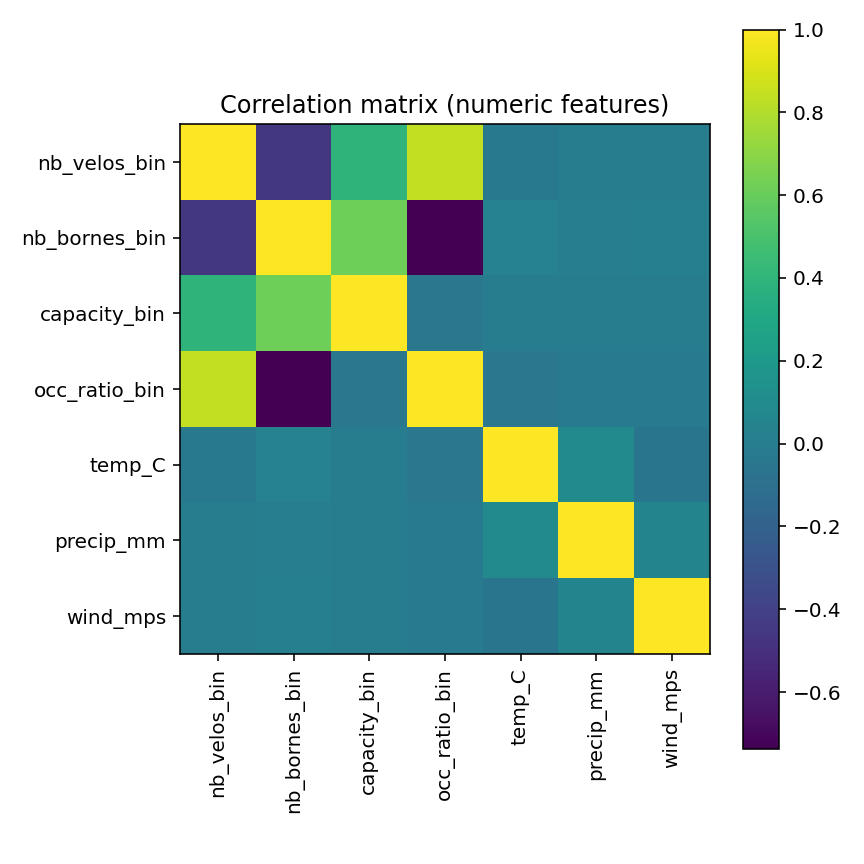 Correlation matrix (numeric features)
nb_velos_bin
nb_bornes_bin
capacity_bin
occ_ratio_bin
temp_C
precip_mm
wind_mps
nb_velos_bin
nb_bornes_bin
capacity_bin
occ_ratio_bin
temp_C
precip_mm
wind_mps
1.0
0.8
0.6
0.4
0.2
0.0
−0.2
−0.4
−0.6